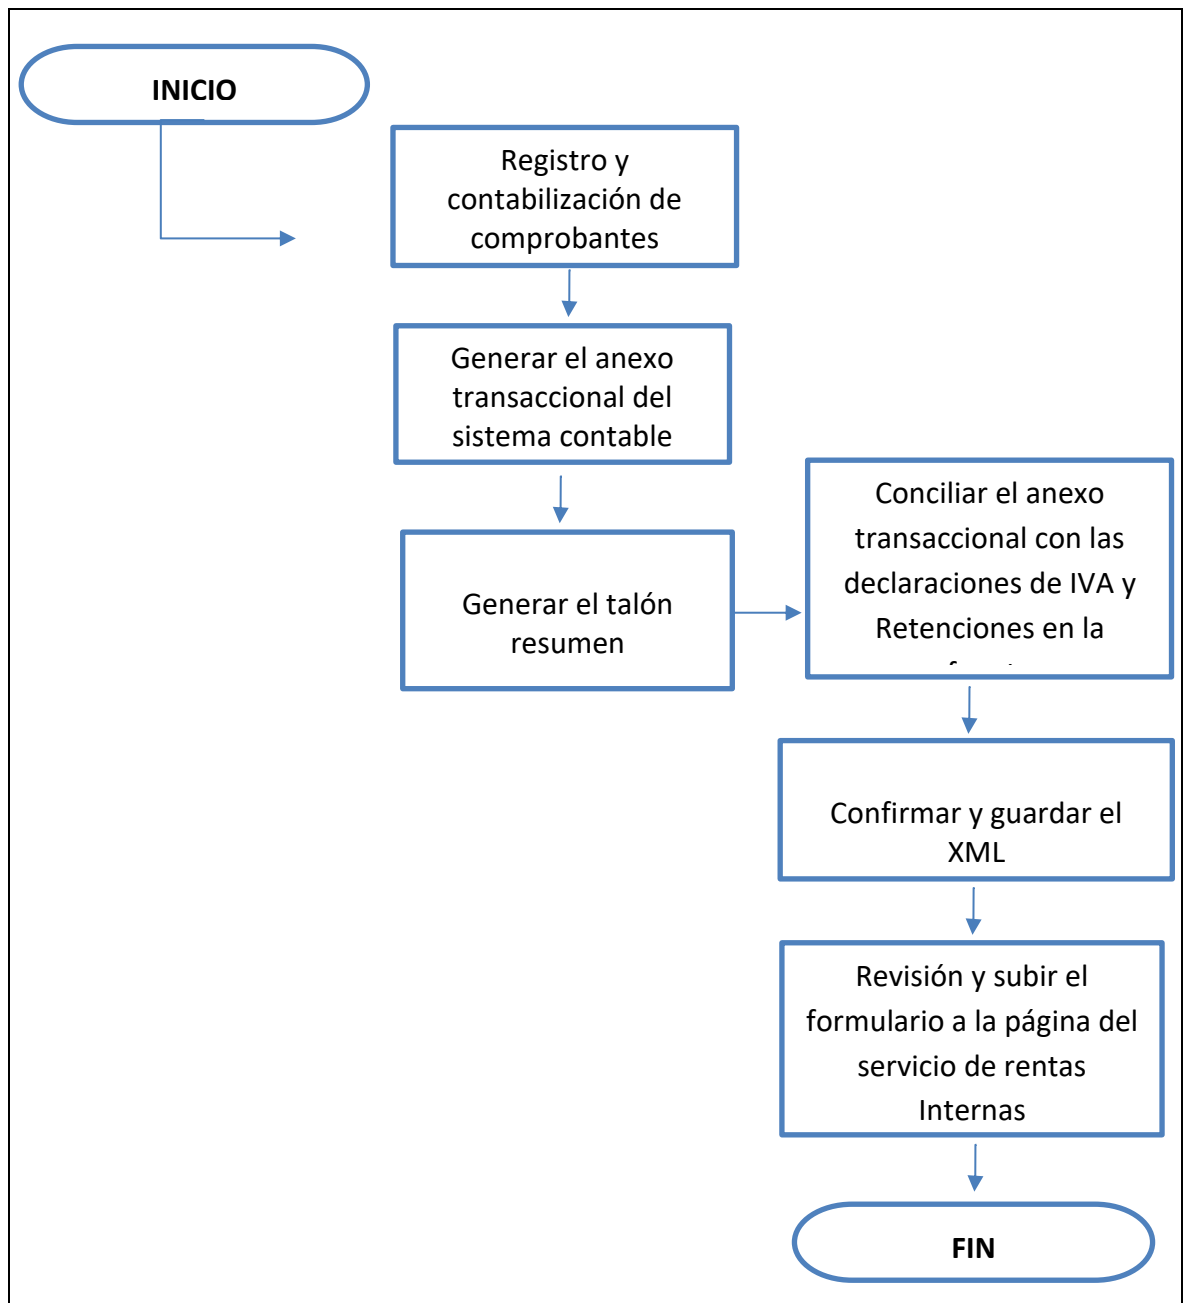 INICIO
Registro y
contabilización de
comprobantes
Generar el anexo
transaccional del
sistema contable
Generar el talón
resumen
Conciliar el anexo
transaccional con las
declaraciones de IVA y
Retenciones en la
Confirmar y guardar el
XML
Revisión y subir el
formulario a la página del
servicio de rentas
Internas
FIN